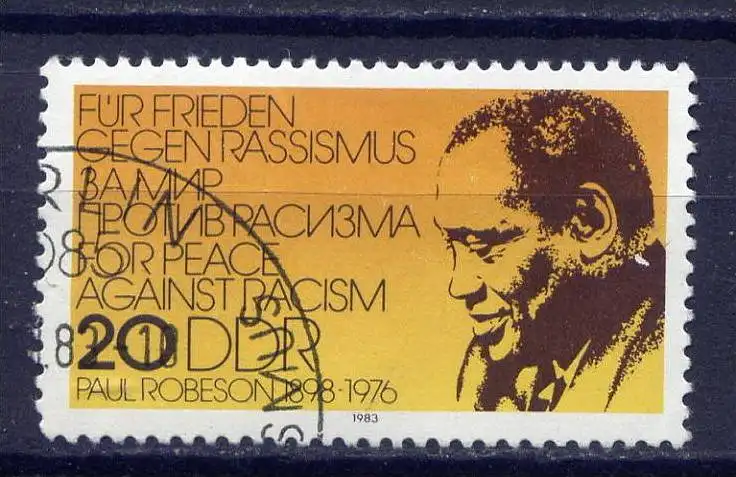 FÜR FRIEDEN
GEGEN RASSISMUS
ЗА МИР
ПРОТИВ РАСИЗМА
FOR PEACE
AGAINST RACISM
20 DDR
PAUL ROBESON 1898-1976
1983